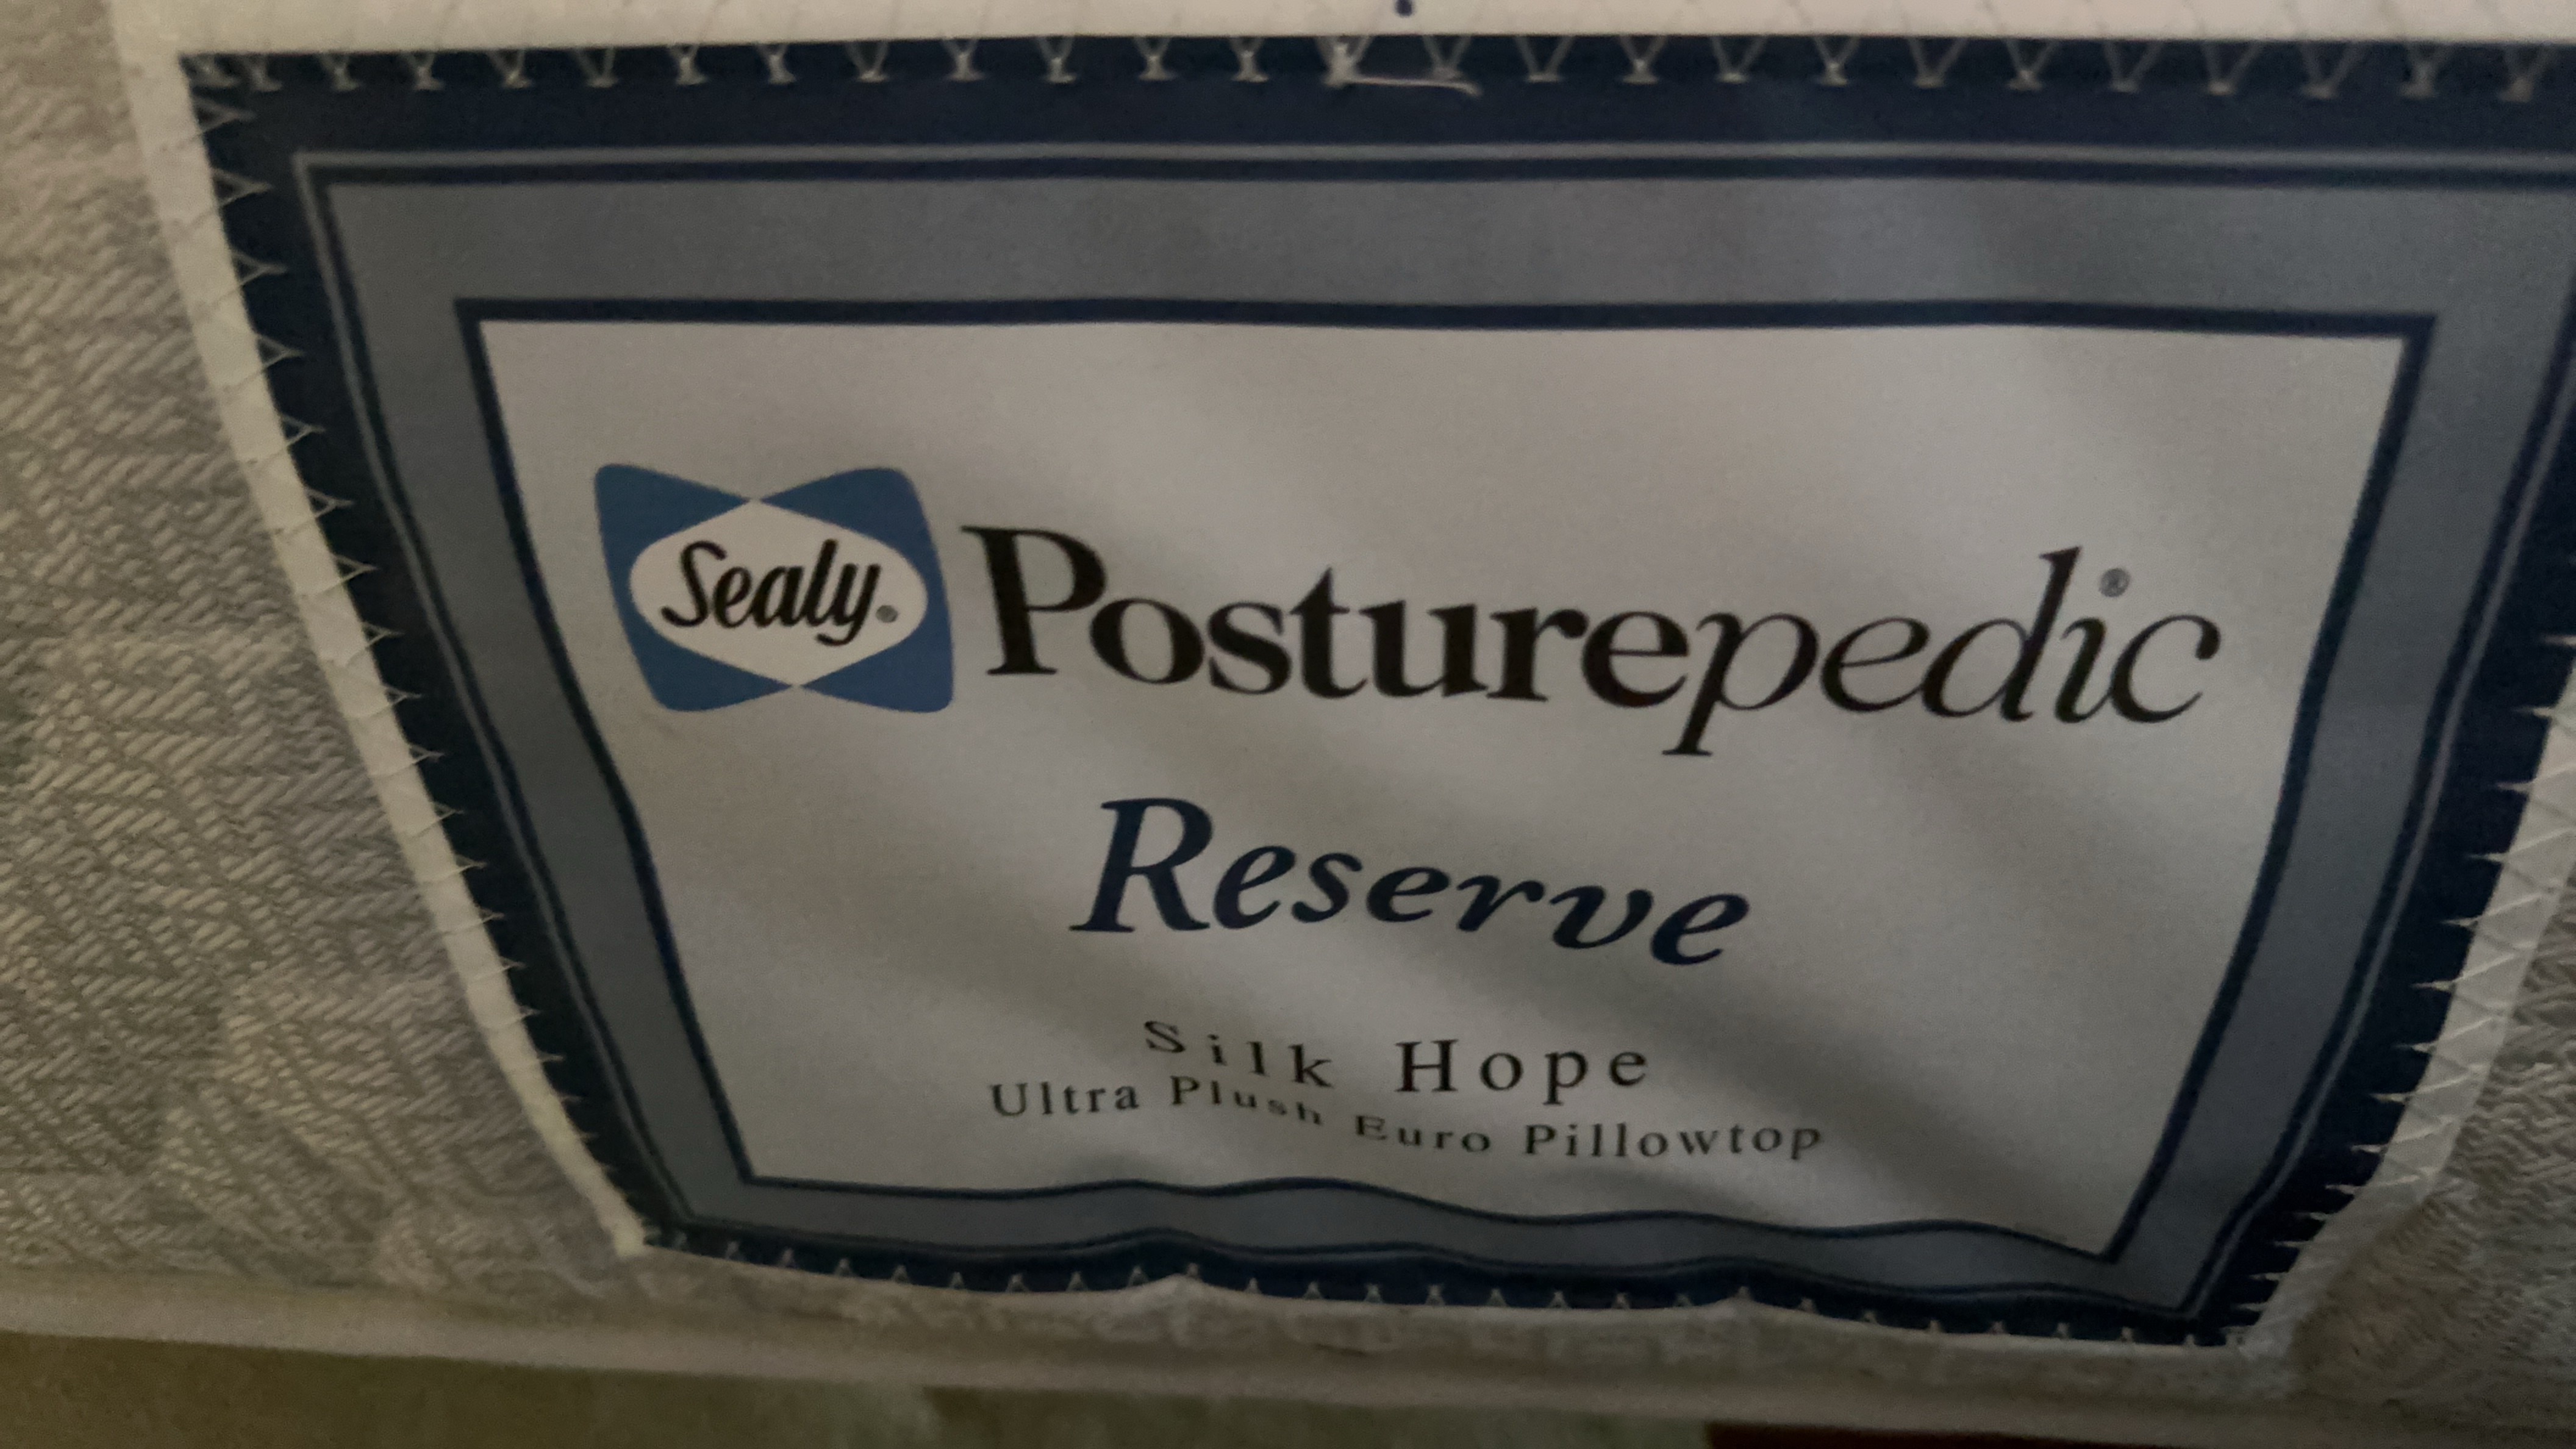 Sealy® Posturepedic®
Reserve
Silk Hope
Ultra Plush Euro Pillowtop